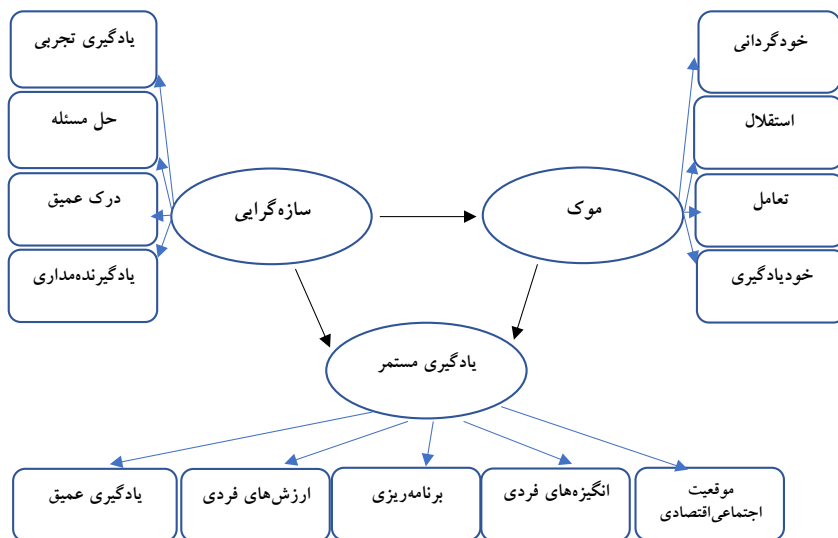 خودگردانی
یادگیری تجربی
استقلال
حل مسئله
تعامل
درک عمیق
موک
سازه‌گرایی
خودیادگیری
یادگیرنده‌مداری
یادگیری مستمر
موقعیت
اجتماعی‌اقتصادی
انگیزه‌های فردی
برنامه‌ریزی
ارزش‌های فردی
یادگیری عمیق